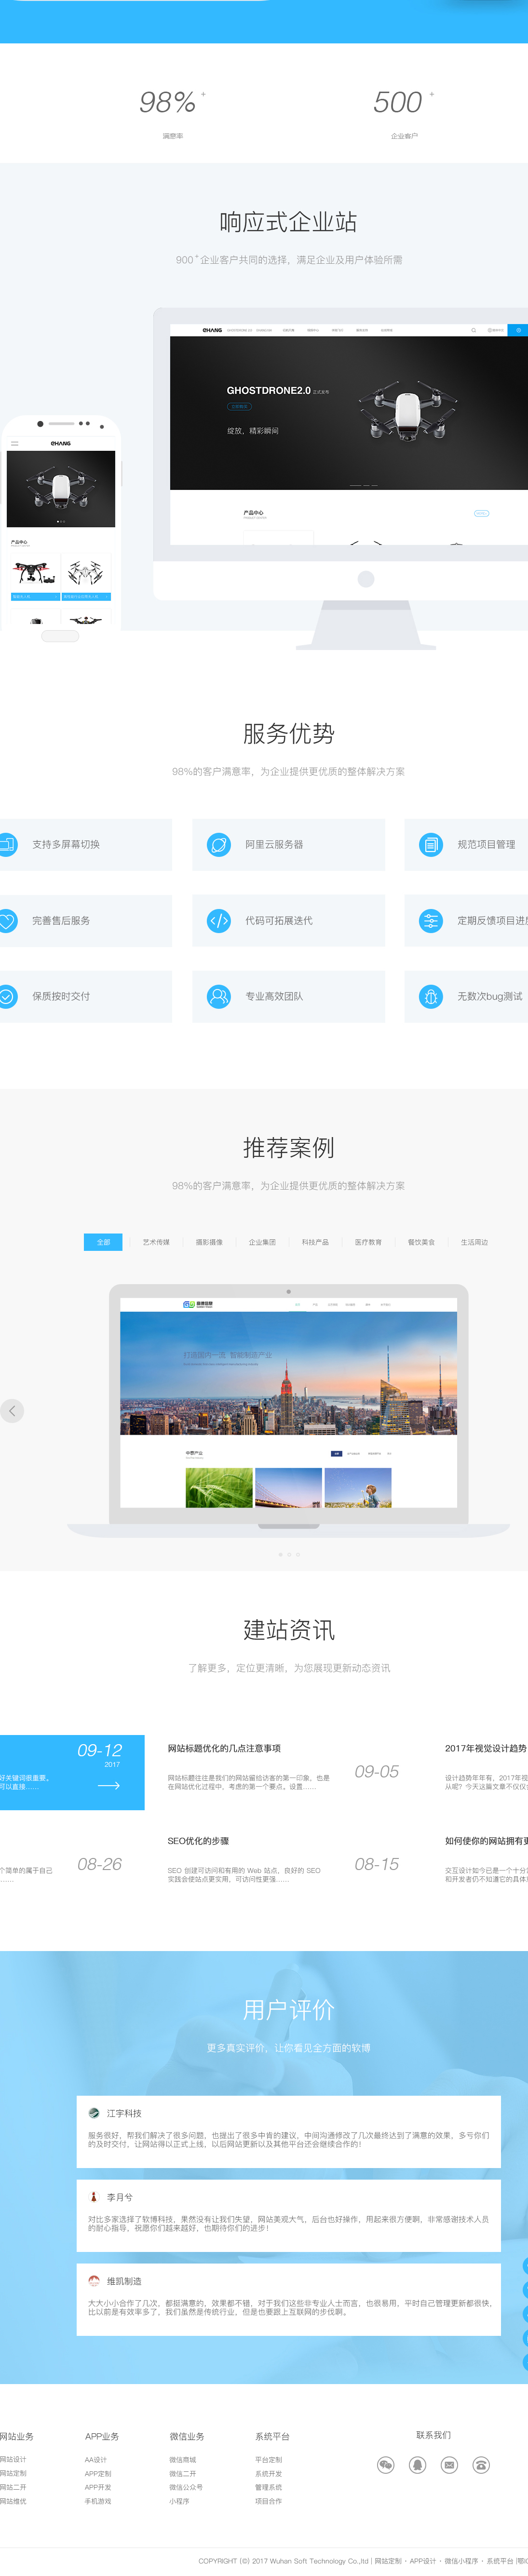 98% +
500 +
满意率
企业客户
响应式企业站
900+企业客户共同的选择，满足企业及用户体验所需
EHANG
GHOSTDRONE2.0 正式发布
绽放，精彩瞬间
产品中心
EHANG
产品中心
服务优势
98%的客户满意率，为企业提供更优质的整体解决方案
支持多屏幕切换
阿里云服务器
规范项目管理
完善售后服务
代码可拓展迭代
定期反馈项目进度
保质按时交付
专业高效团队
无数次bug测试
推荐案例
98%的客户满意率，为企业提供更优质的整体解决方案
全部
艺术传媒
摄影摄像
企业集团
科技产品
医疗教育
餐饮美食
生活周边
打造国内一流 智能制造产业
中赛产业
建站资讯
了解更多，定位更清晰，为您展现更新动态资讯
09-12
2017
好关键词很重要。
可以直接……
网站标题优化的几点注意事项
网站标题往往是我们的网站留给访客的第一印象，也是
在网站优化过程中，考虑的第一个要点。设置……
09-05
2017年视觉设计趋势
设计趋势年年有，2017年视
从呢？今天这篇文章不仅仅
个简单的属于自己
……
08-26
SEO优化的步骤
SEO 创建可访问和有用的 Web 站点，良好的 SEO
实践会使站点更实用，可访问性更强……
08-15
如何使你的网站拥有更
交互设计如今已是一个十分
和开发者仍不知道它的具体
用户评价
更多真实评价，让你看见全方面的软博
江宇科技
服务很好，帮我们解决了很多问题，也提出了很多中肯的建议，中间沟通修改了几次最终达到了满意的效果，多亏你们
的及时交付，让网站得以正式上线，以后网站更新以及其他平台还会继续合作的！
李月兮
对比多家选择了软博科技，果然没有让我们失望，网站美观大气，后台也好操作，用起来很方便啊，非常感谢技术人员
的耐心指导，祝愿你们越来越好，也期待你们的进步！
维凯制造
大大小小合作了几次，都挺满意的，效果都不错，对于我们这些非专业人士而言，也很易用，平时自己管理更新都很快，
比以前是有效率多了，我们虽然是传统行业，但是也要跟上互联网的步伐啊。
网站业务
APP业务
微信业务
系统平台
联系我们
网站设计
AA设计
微信商城
平台定制
网站定制
APP定制
微信二开
系统开发
网站二开
APP开发
微信公众号
管理系统
网站维优
手机游戏
小程序
项目合作
COPYRIGHT (©) 2017 Wuhan Soft Technology Co.,ltd | 网站定制 · APP设计 · 微信小程序 · 系统平台